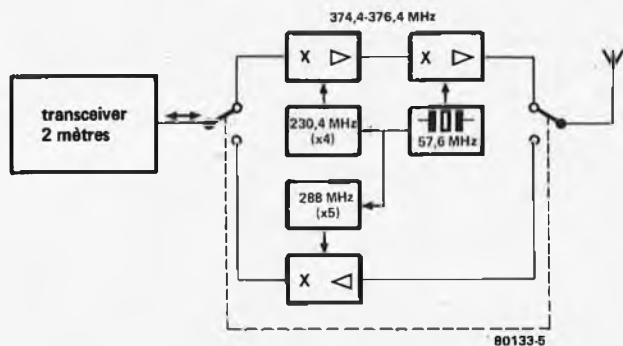 374,4-376,4 MHz
X
X
transceiver
2 mètres
230,4 MHz
(x4)
57,6 MHz
288 MHz
(x5)
X
80133-5